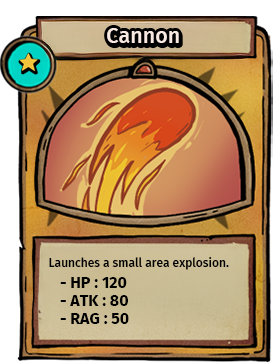 Cannon
Launches a small area explosion.
- HP : 120
- ATK : 80
- RAG : 50